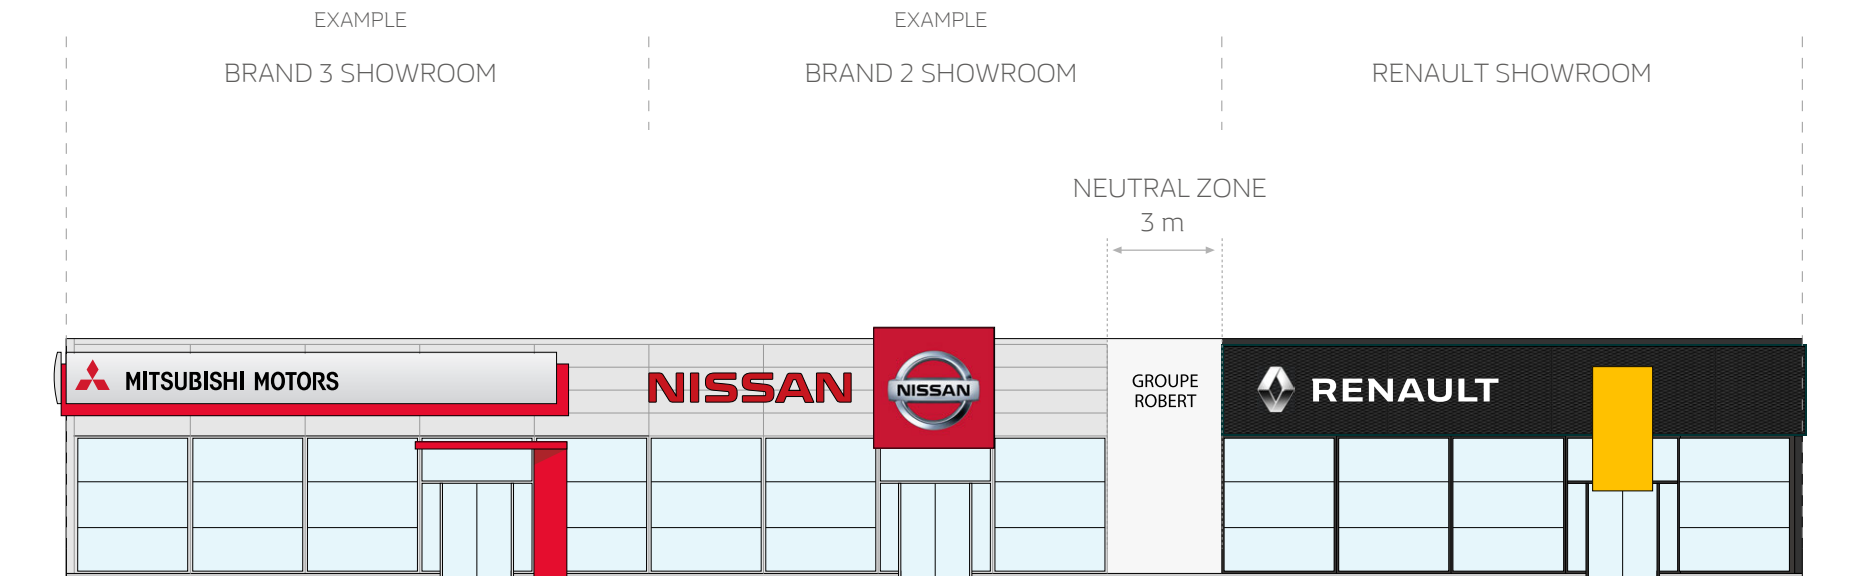 EXAMPLE
EXAMPLE
BRAND 3 SHOWROOM
BRAND 2 SHOWROOM
RENAULT SHOWROOM
NEUTRAL ZONE
3 m
MITSUBISHI MOTORS
NISSAN
NISSAN
GROUPE
ROBERT
RENAULT